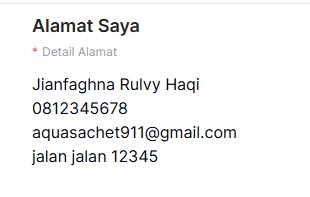 Alamat Saya
* Detail Alamat
Jianfaghna Rulvy Haqi
0812345678
aquasachet911@gmail.com
jalan jalan 12345